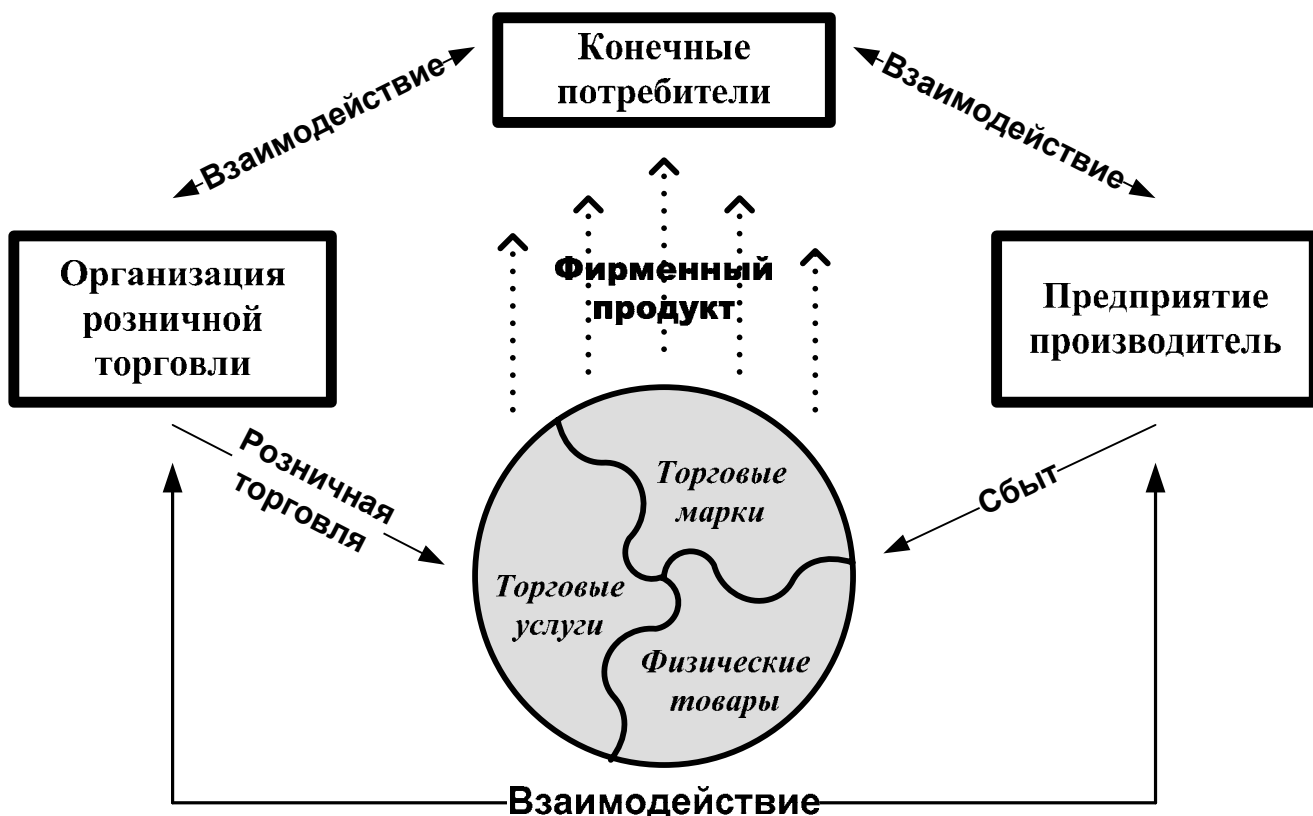 Конечные
потребители
Взаимодействие
Взаимодействие
Организация
розничной
торговли
Фирменный
продукт
Предприятие
производитель
Розничная
торговля
Сбыт
Торговые
марки
Торговые
услуги
Физические
товары
Взаимодействие